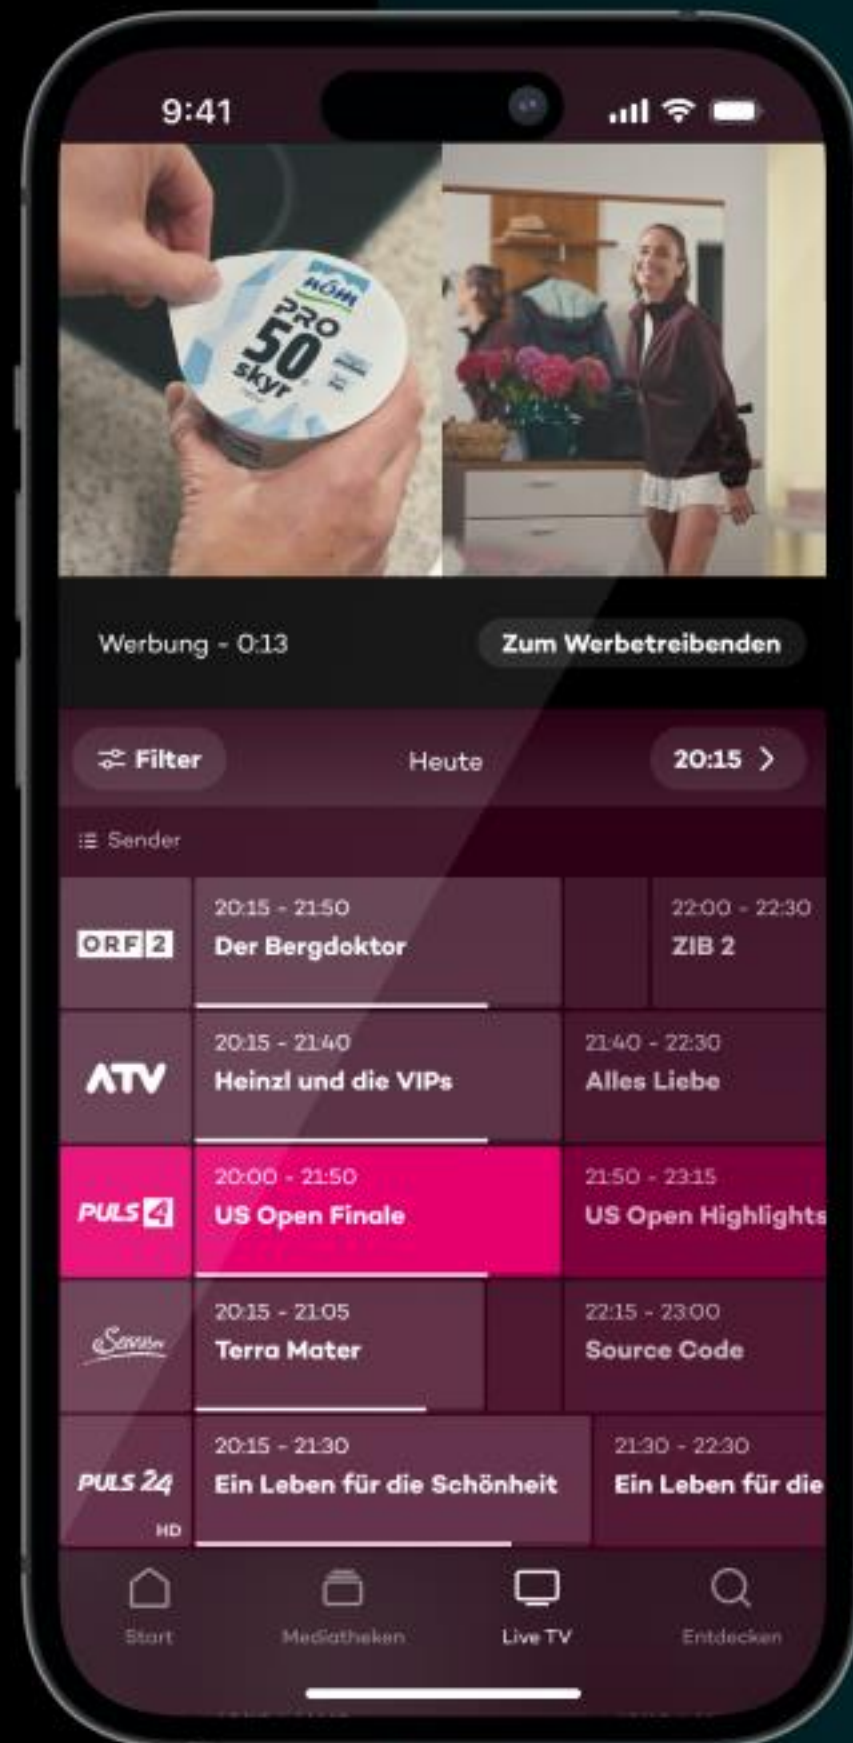 9:41
nöm
PRO
50
skyr
Werbung - 0:13
Zum Werbetreibenden
Filter
Heute
20:15
Sender
ORF 2
20:15 - 21:50
Der Bergdoktor
22:00 - 22:30
ZIB 2
ATV
20:15 - 21:40
Heinzl und die VIPs
21:40 - 22:30
Alles Liebe
PULS 4
20:00 - 21:50
US Open Finale
21:50 - 23:15
US Open Highlights
20:15 - 21:05
Terra Mater
22:15 - 23:00
Source Code
PULS 24
HD
20:15 - 21:30
Ein Leben für die Schönheit
21:30 - 22:30
Ein Leben für die
Start
Mediatheken
Live TV
Entdecken